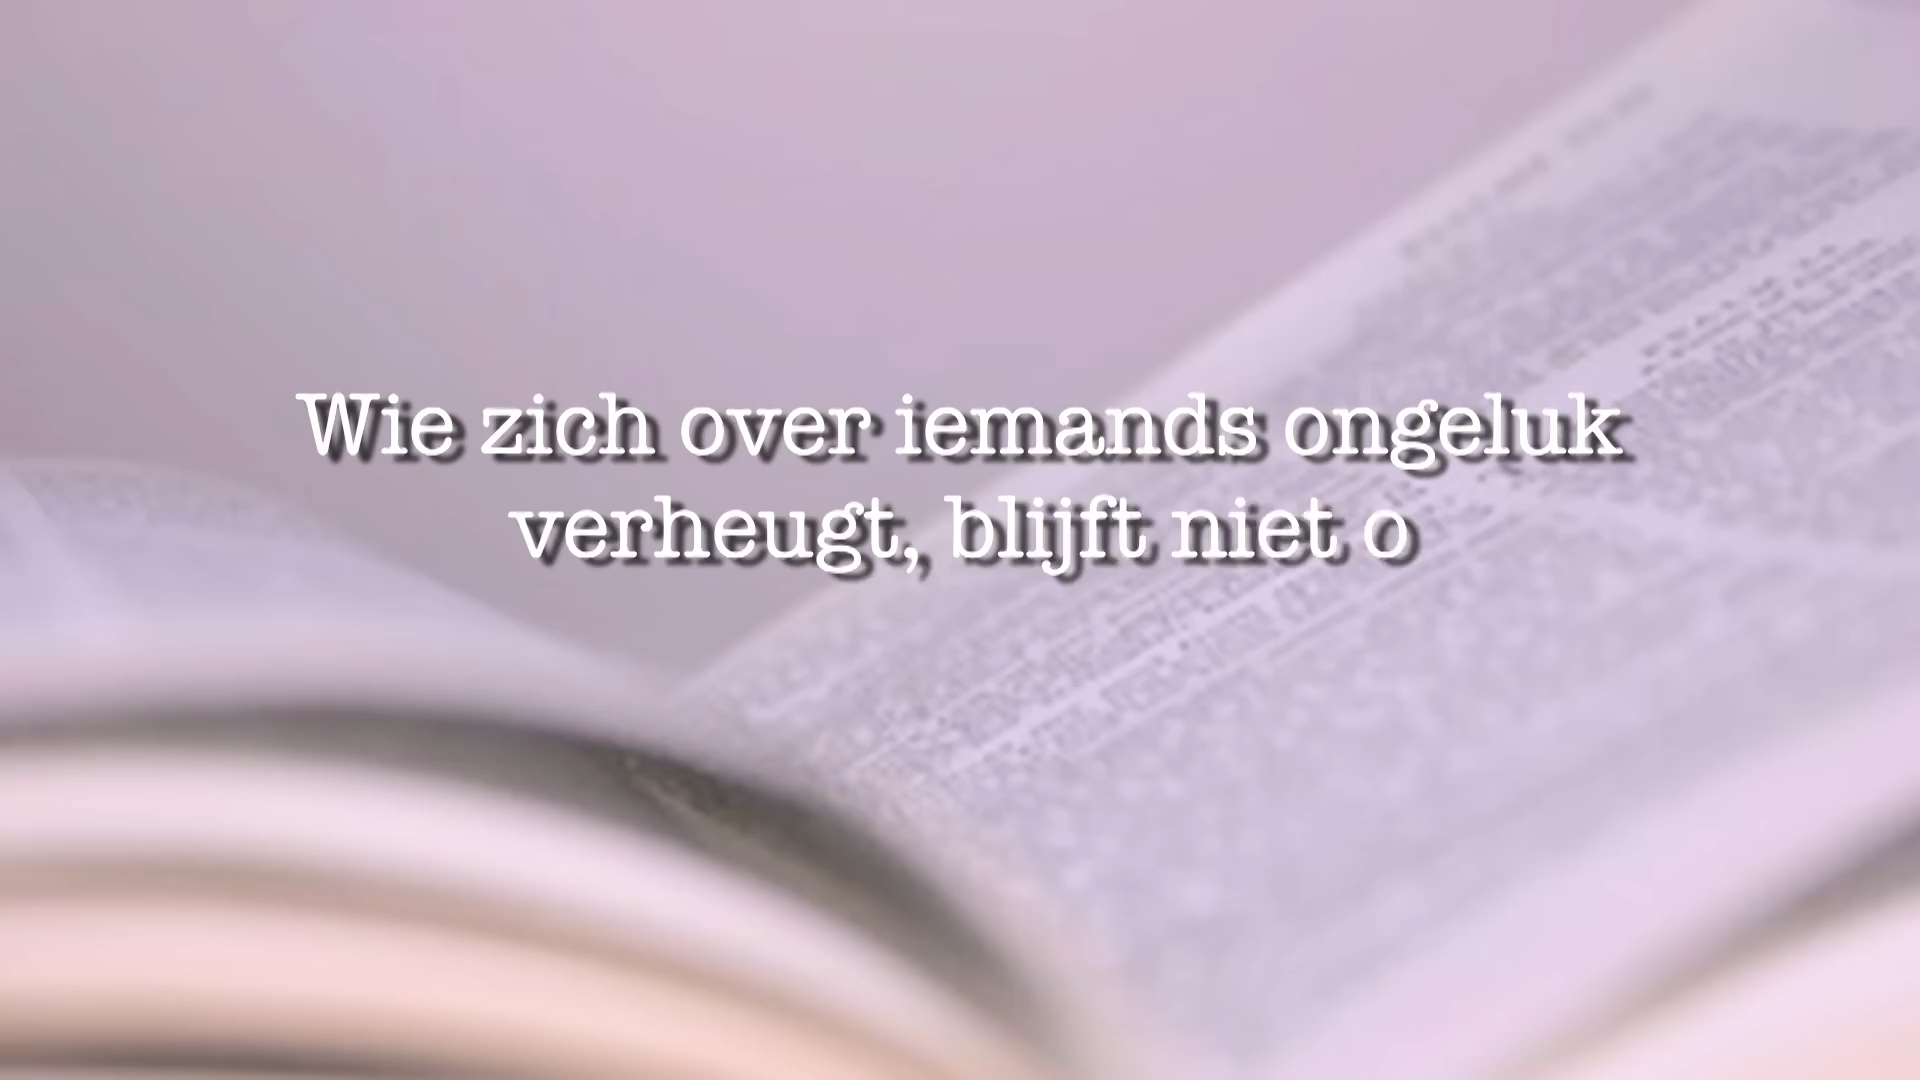 Wie zich over iemands ongeluk
verheugt, blijft niet o